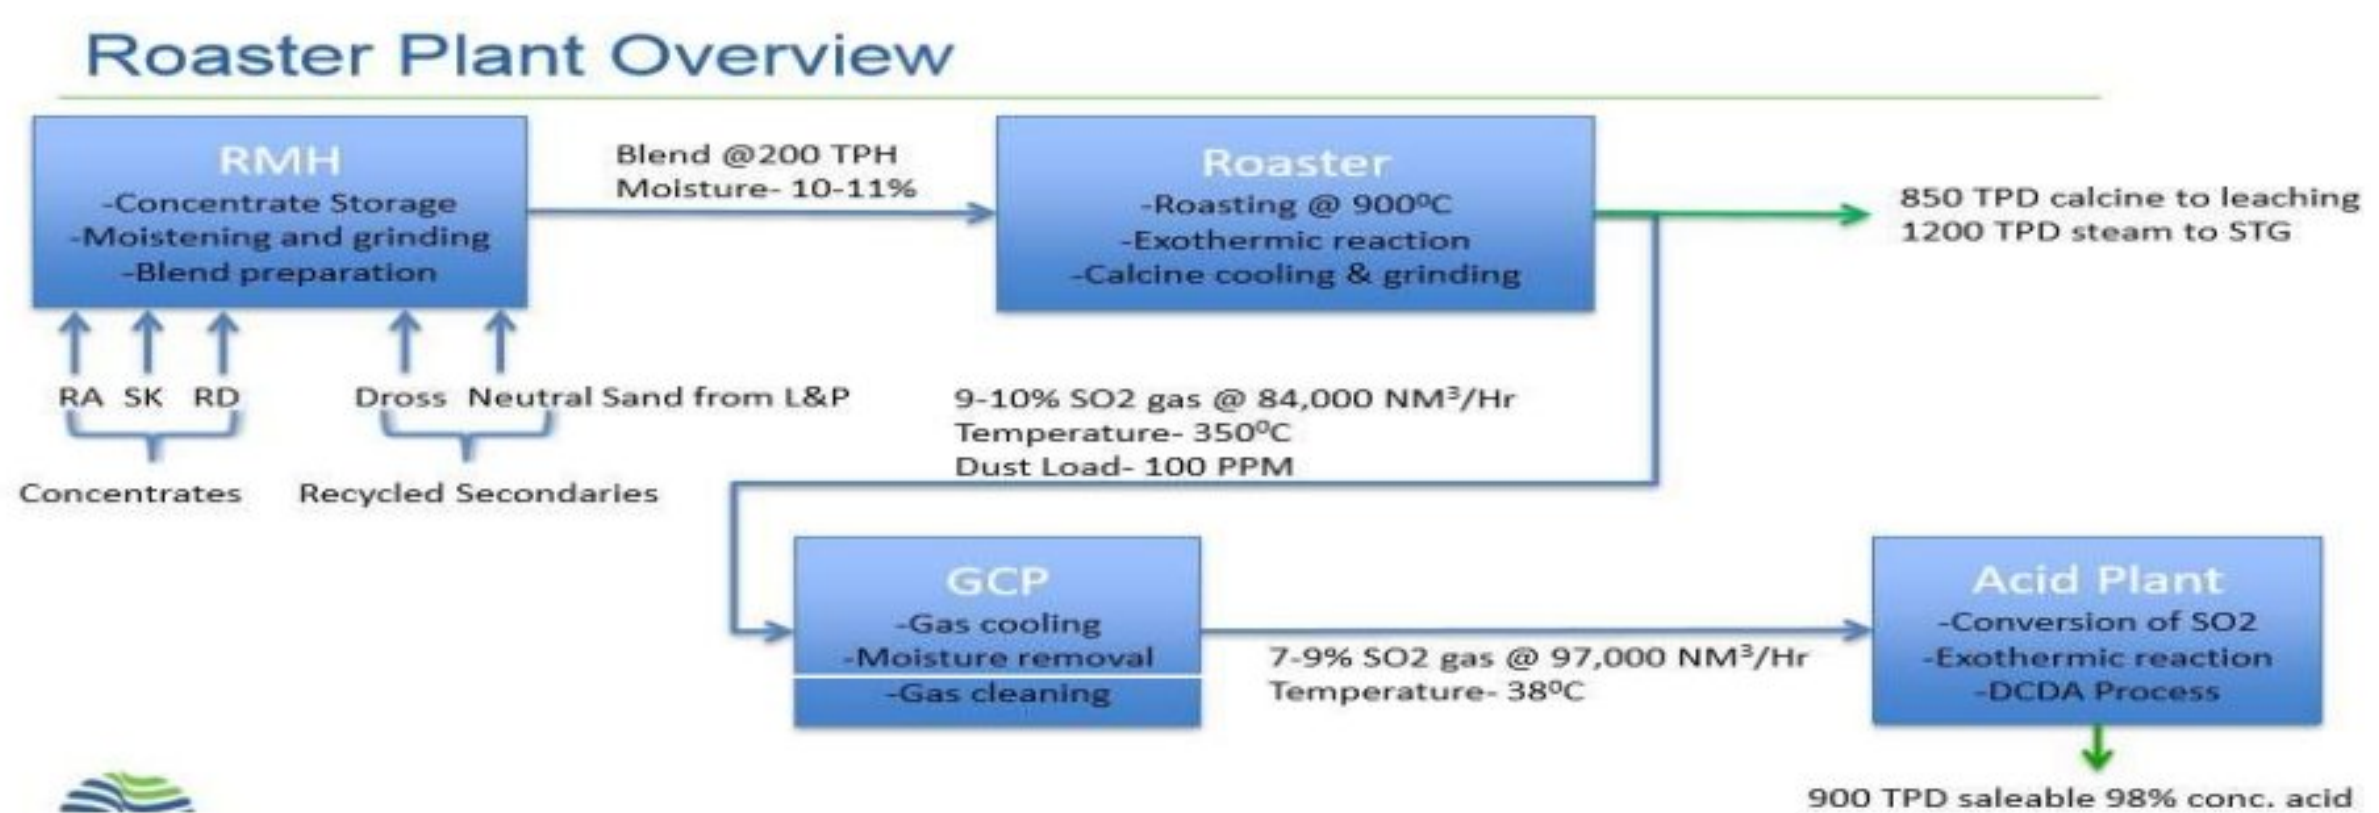 Roaster Plant Overview
RMH
-Concentrate Storage
-Moistening and grinding
-Blend preparation
Blend @200 TPH
Moisture- 10-11%
Roaster
-Roasting @ 900⁰C
-Exothermic reaction
-Calcine cooling & grinding
850 TPD calcine to leaching
1200 TPD steam to STG
RA SK RD
Dross Neutral Sand from L&P
Concentrates
Recycled Secondaries
9-10% SO2 gas @ 84,000 NM³/Hr
Temperature- 350⁰C
Dust Load- 100 PPM
GCP
-Gas cooling
-Moisture removal
-Gas cleaning
7-9% SO2 gas @ 97,000 NM³/Hr
Temperature- 38⁰C
Acid Plant
-Conversion of SO2
-Exothermic reaction
-DCDA Process
900 TPD saleable 98% conc. acid